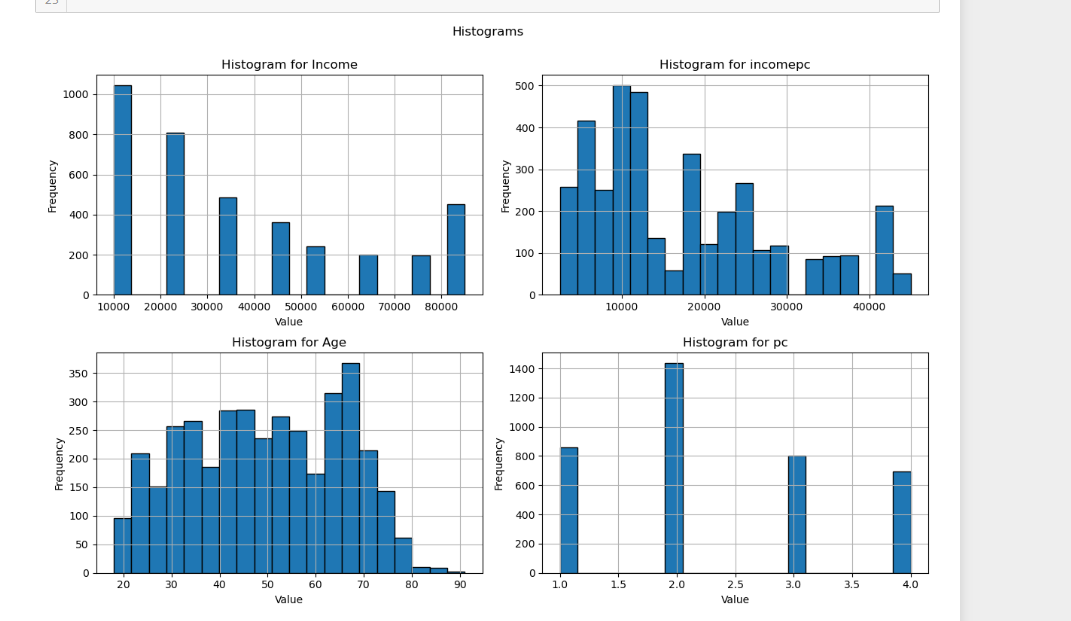 25
Histograms
Histogram for Income
1000
800
600
400
200
0
Frequency
10000 20000 30000 40000 50000 60000 70000 80000
Value
Histogram for incomepc
500
400
300
200
100
0
Frequency
10000 20000 30000 40000
Value
Histogram for Age
350
300
250
200
150
100
50
0
Frequency
20 30 40 50 60 70 80 90
Value
Histogram for pc
1400
1200
1000
800
600
400
200
0
Frequency
1.0 1.5 2.0 2.5 3.0 3.5 4.0
Value